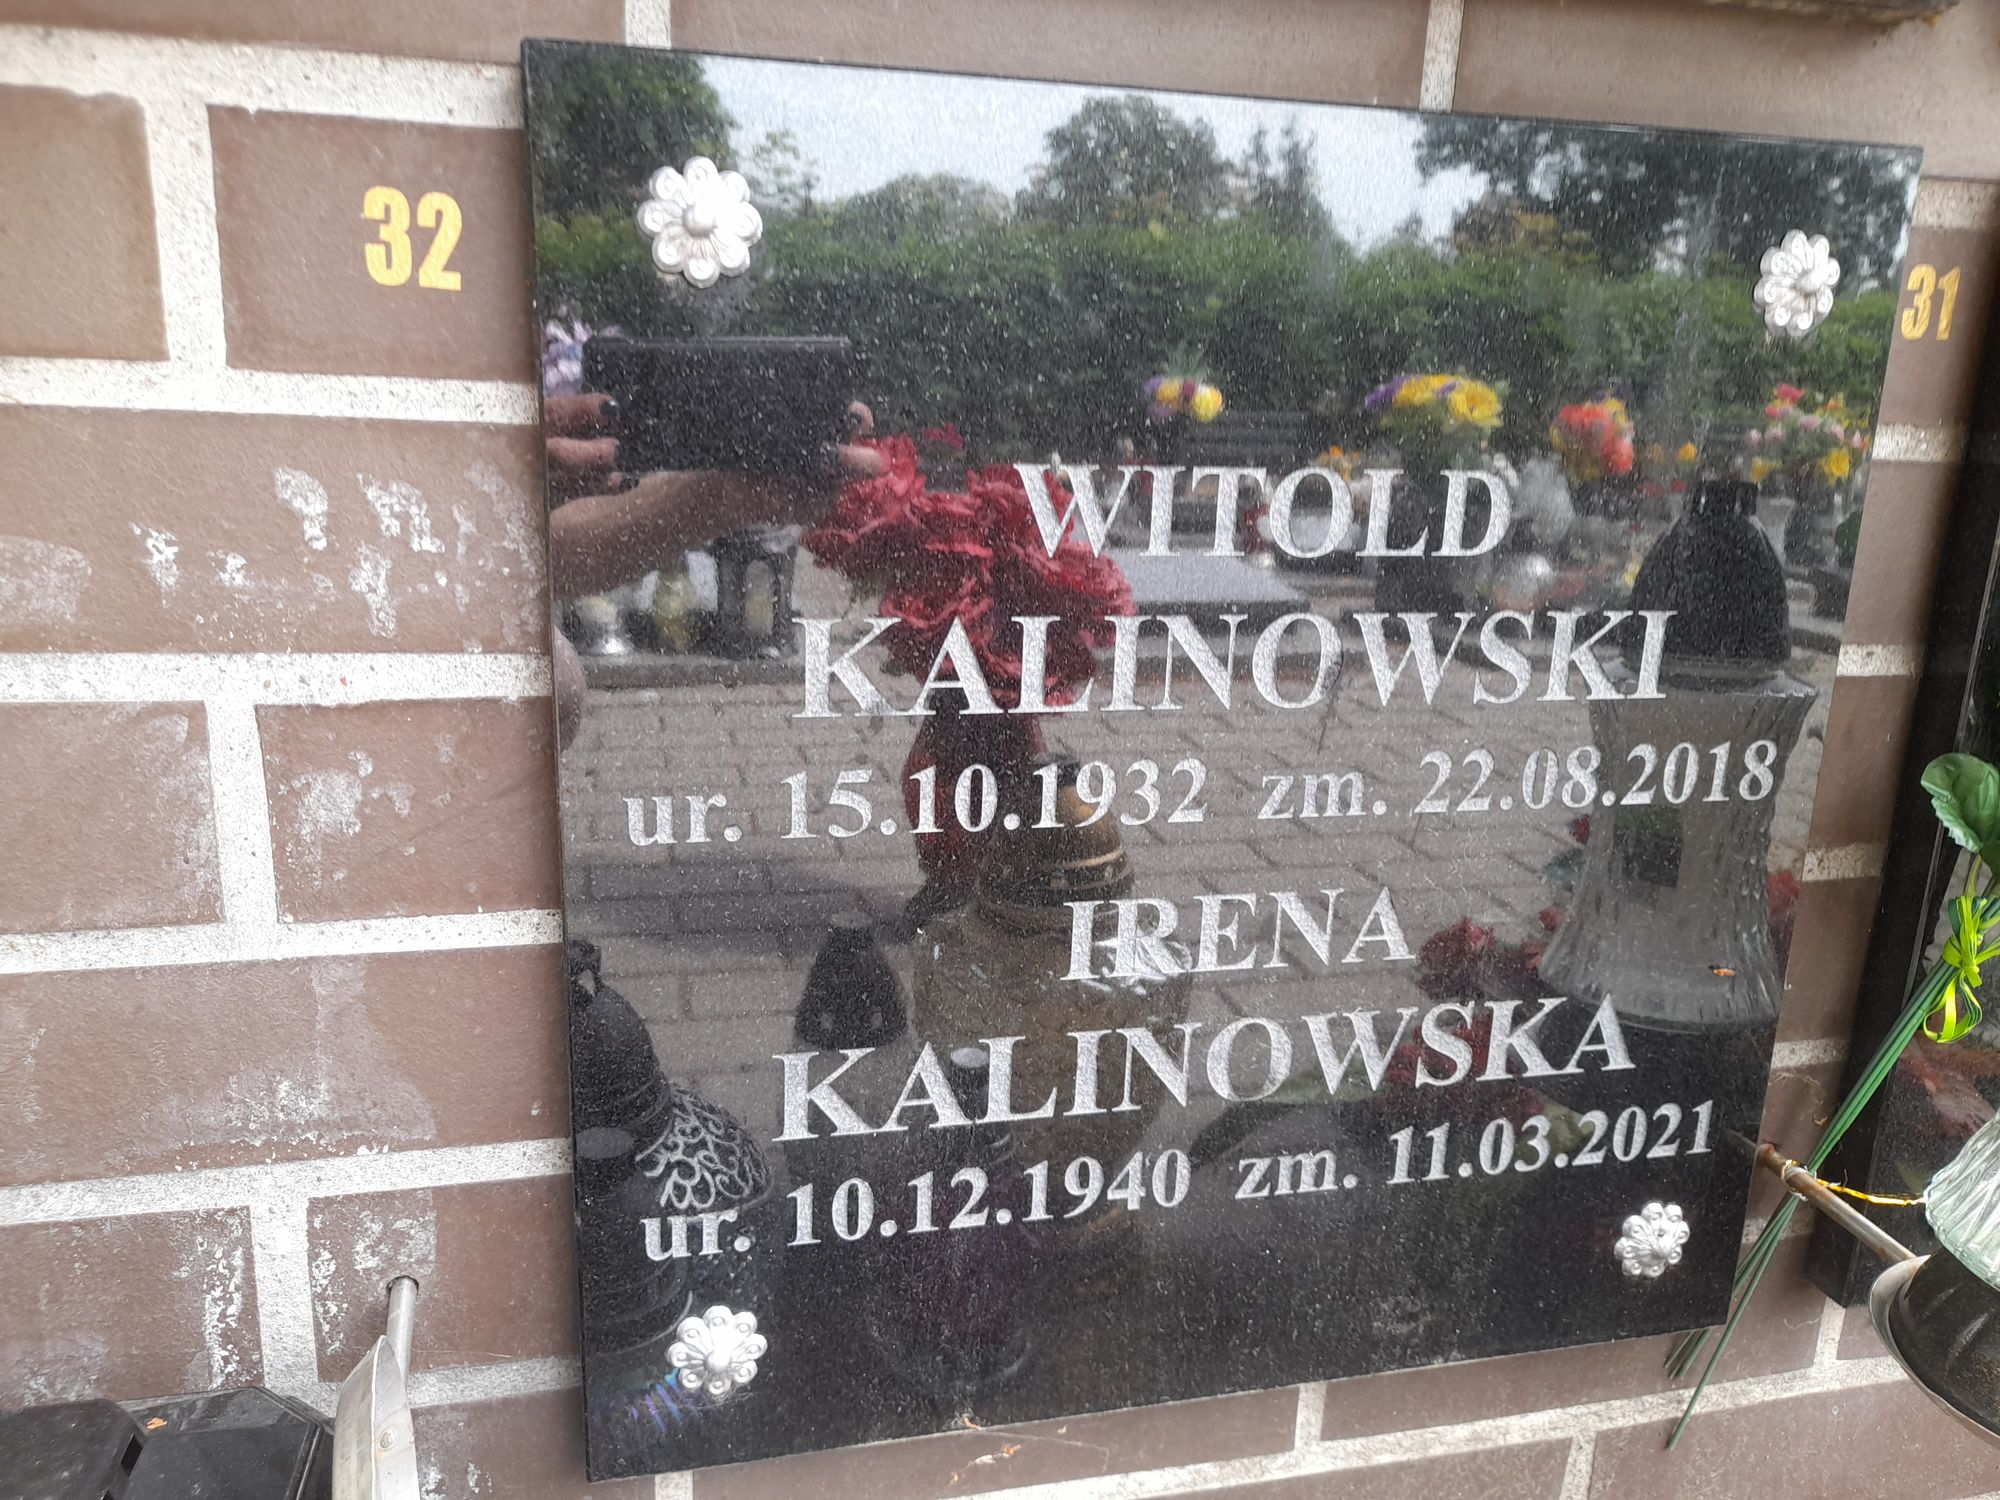 32
31
WITOLD
KALINOWSKI
ur. 15.10.1932 zm. 22.08.2018
IRENA
KALINOWSKA
ur. 10.12.1940 zm. 11.03.2021